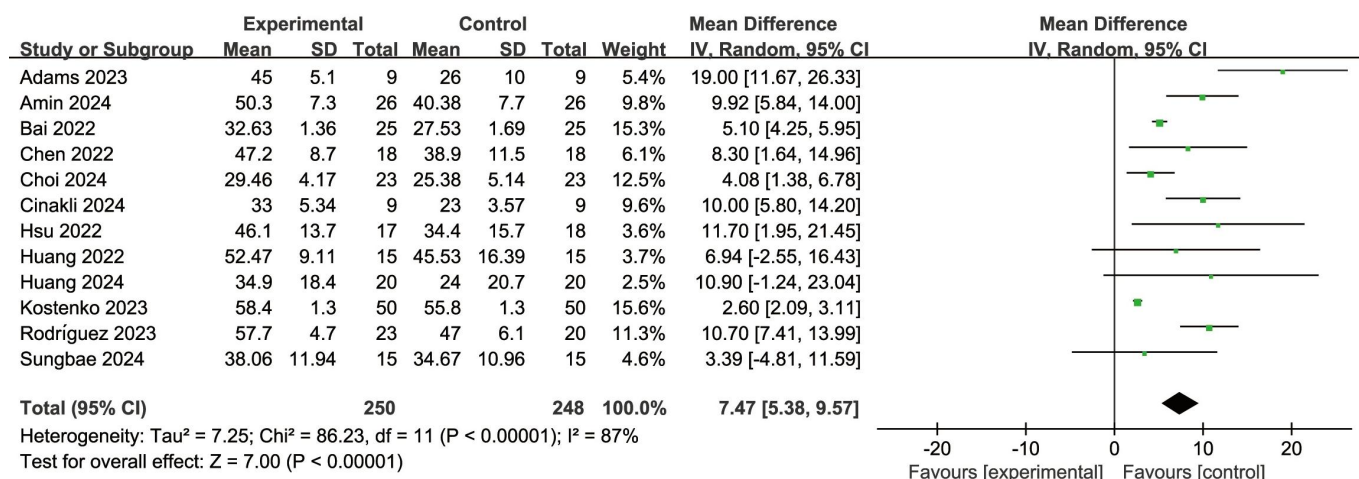 Experimental Control Mean Difference Mean Difference
Study or Subgroup Mean SD Total Mean SD Total Weight IV, Random, 95% CI IV, Random, 95% CI
Adams 2023 45 5.1 9 26 10 9 5.4% 19.00 [11.67, 26.33]
Amin 2024 50.3 7.3 26 40.38 7.7 26 9.8% 9.92 [5.84, 14.00]
Bai 2022 32.63 1.36 25 27.53 1.69 25 15.3% 5.10 [4.25, 5.95]
Chen 2022 47.2 8.7 18 38.9 11.5 18 6.1% 8.30 [1.64, 14.96]
Choi 2024 29.46 4.17 23 25.38 5.14 23 12.5% 4.08 [1.38, 6.78]
Cinakli 2024 33 5.34 9 23 3.57 9 9.6% 10.00 [5.80, 14.20]
Hsu 2022 46.1 13.7 17 34.4 15.7 18 3.6% 11.70 [1.95, 21.45]
Huang 2022 52.47 9.11 15 45.53 16.39 15 3.7% 6.94 [-2.55, 16.43]
Huang 2024 34.9 18.4 20 24 20.7 20 2.5% 10.90 [-1.24, 23.04]
Kostenko 2023 58.4 1.3 50 55.8 1.3 50 15.6% 2.60 [2.09, 3.11]
Rodríguez 2023 57.7 4.7 23 47 6.1 20 11.3% 10.70 [7.41, 13.99]
Sungbae 2024 38.06 11.94 15 34.67 10.96 15 4.6% 3.39 [-4.81, 11.59]
Total (95% CI) 250 248 100.0% 7.47 [5.38, 9.57]
Heterogeneity: Tau² = 7.25; Chi² = 86.23, df = 11 (P < 0.00001); I² = 87%
Test for overall effect: Z = 7.00 (P < 0.00001)
-20 -10 0 10 20
Favours [experimental] Favours [control]